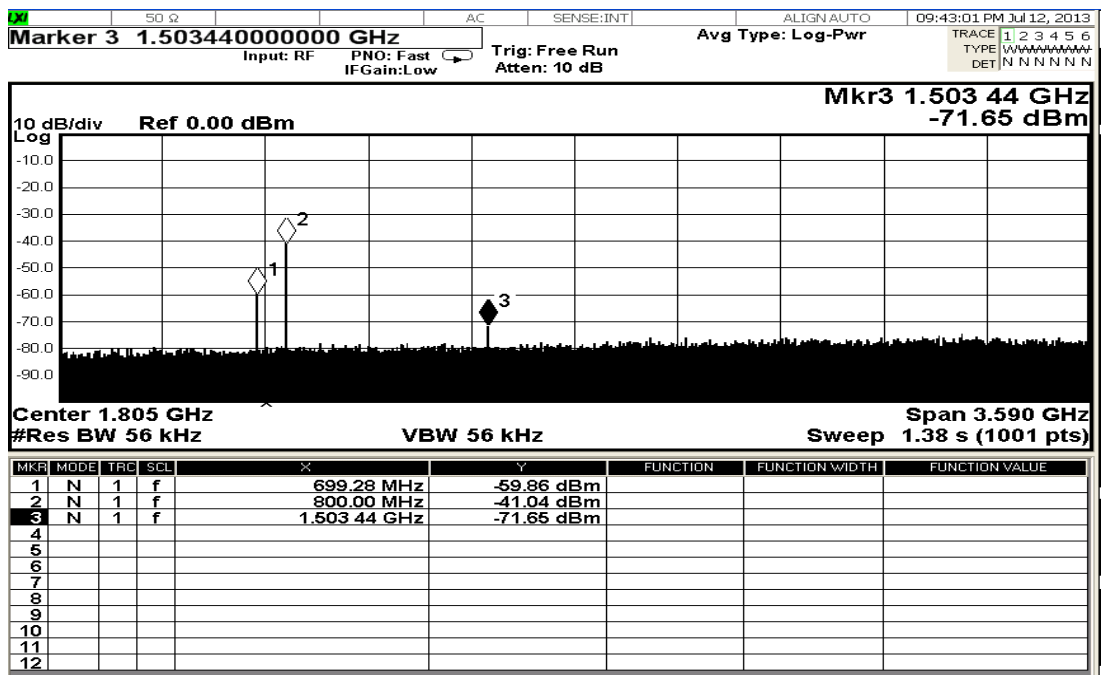 LXI 50 Ω AC SENSE:INT ALIGN AUTO 09:43:01 PM Jul 12, 2013
Marker 3 1.503440000000 GHz Avg Type: Log-Pwr TRACE 1 2 3 4 5 6
Input: RF PNO: Fast Trig: Free Run TYPE WWWWWW
IFGain:Low Atten: 10 dB DET N N N N N N
Mkr3 1.503 44 GHz
-71.65 dBm
10 dB/div Ref 0.00 dBm
Log
-10.0
-20.0
-30.0
2
-40.0
-50.0
1
-60.0
3
-70.0
-80.0
-90.0
Center 1.805 GHz Span 3.590 GHz
#Res BW 56 kHz VBW 56 kHz Sweep 1.38 s (1001 pts)
MKR MODE TRC SCL X Y FUNCTION FUNCTION WIDTH FUNCTION VALUE
1 N 1 f 699.28 MHz -59.86 dBm
2 N 1 f 800.00 MHz -41.04 dBm
3 N 1 f 1.503 44 GHz -71.65 dBm
4
5
6
7
8
9
10
11
12